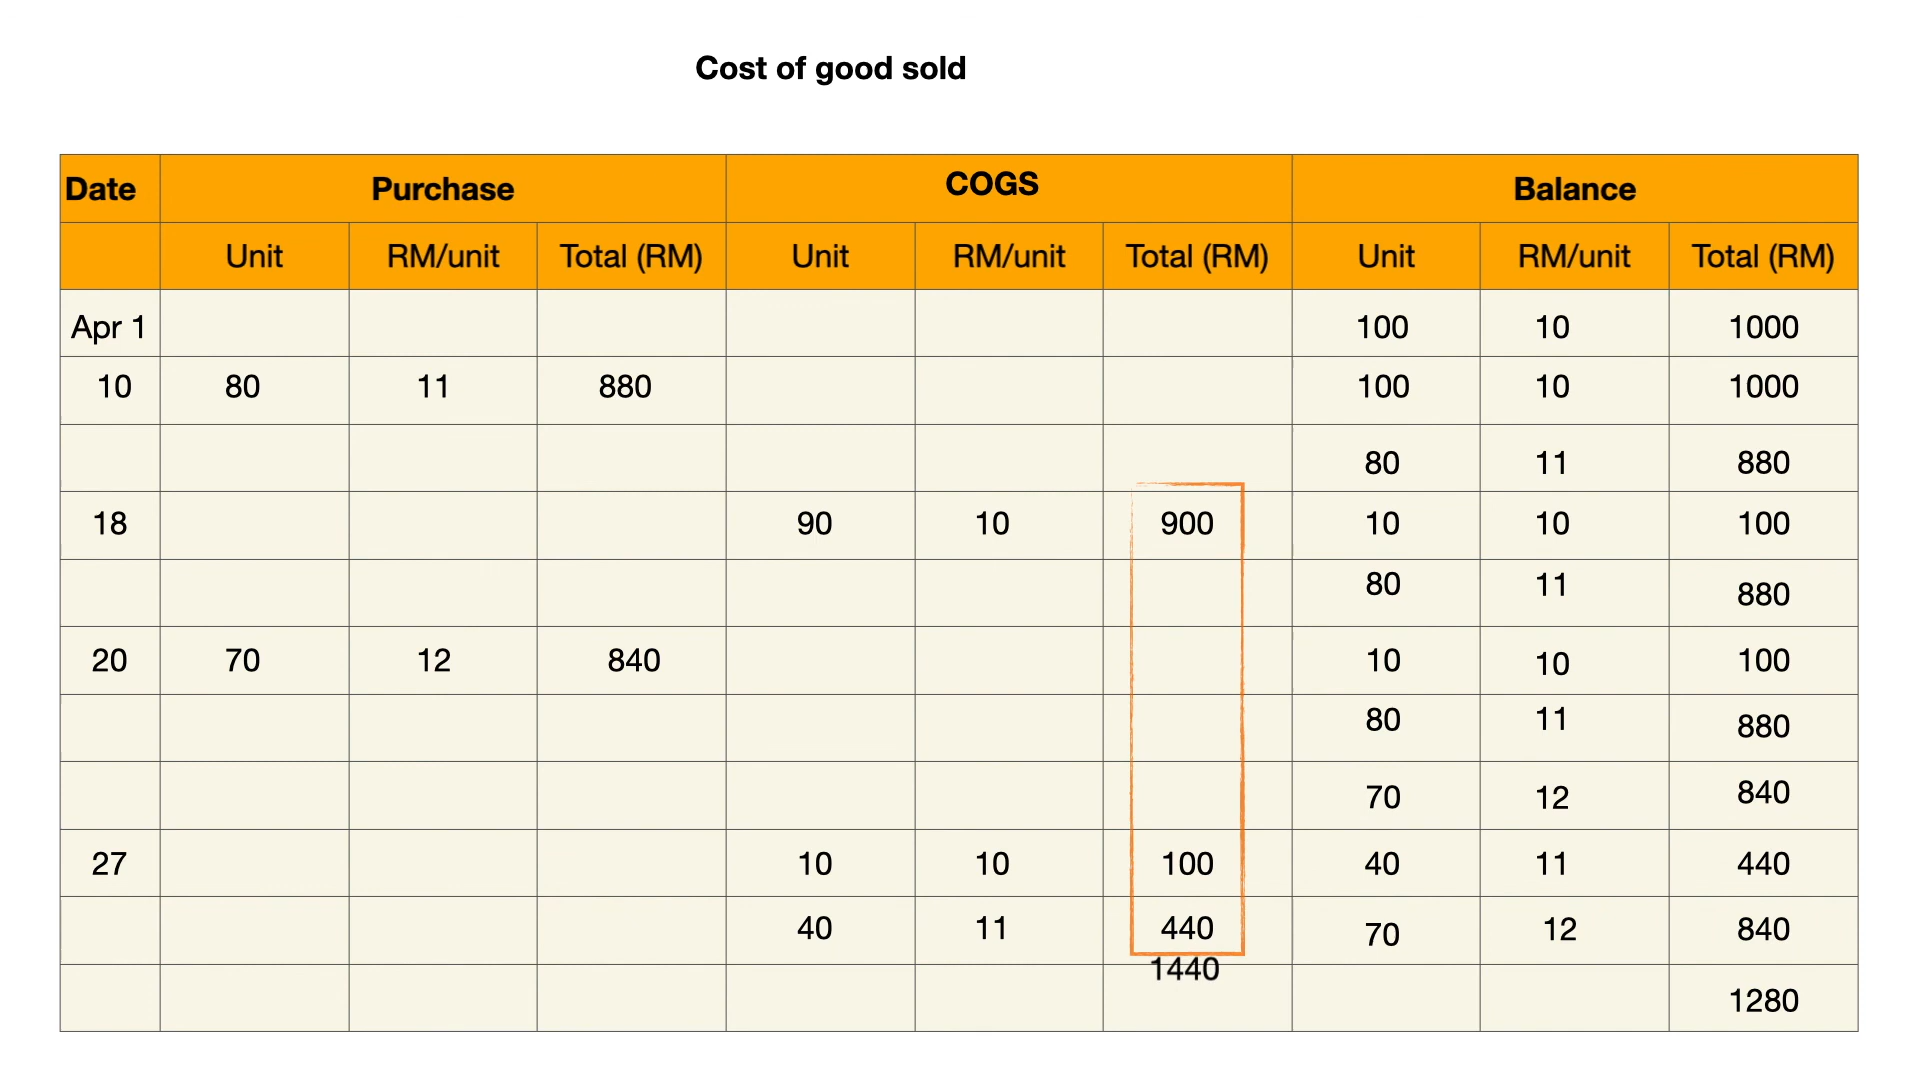 Cost of good sold
Date Purchase COGS Balance
Unit RM/unit Total (RM) Unit RM/unit Total (RM) Unit RM/unit Total (RM)
Apr 1 100 10 1000
10 80 11 880 100 10 1000
80 11 880
18 90 10 900 10 10 100
80 11 880
20 70 12 840 10 10 100
80 11 880
70 12 840
27 10 10 100 40 11 440
40 11 440 70 12 840
1440
1280